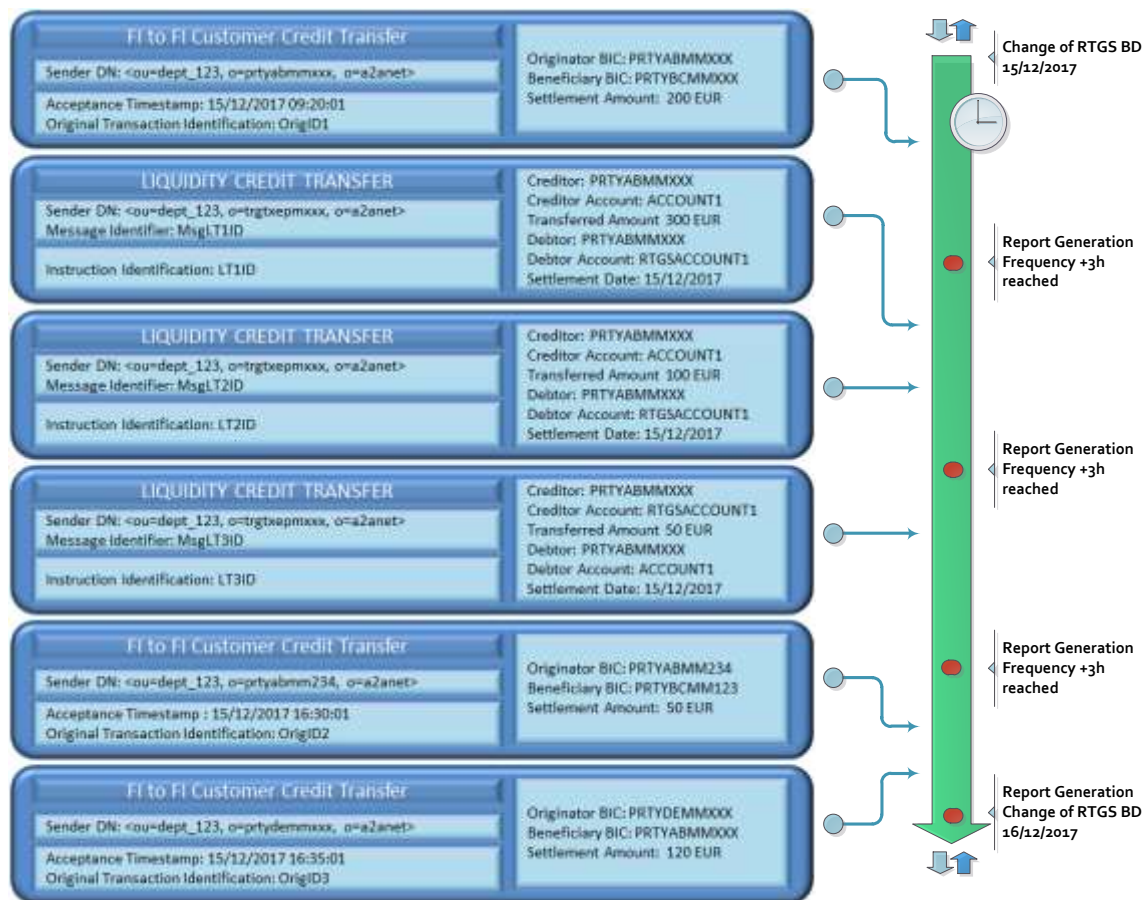 FI to FI Customer Credit Transfer
Sender DN: <ou=dept_123, o=prtyabmmxxx, o=a2anet>
Acceptance Timestamp: 15/12/2017 09:20:01
Original Transaction Identification: OrigID1
Originator BIC: PRTYABMMXXX
Beneficiary BIC: PRTYBCMMXXX
Settlement Amount: 200 EUR
Change of RTGS BD
15/12/2017
LIQUIDITY CREDIT TRANSFER
Sender DN: <ou=dept_123, o=trgtxepmxxx, o=a2anet>
Message Identifier: MsgLT1ID
Instruction Identification: LT1ID
Creditor: PRTYABMMXXX
Creditor Account: ACCOUNT1
Transferred Amount 300 EUR
Debtor: PRTYABMMXXX
Debtor Account: RTGSACCOUNT1
Settlement Date: 15/12/2017
Report Generation
Frequency +3h
reached
LIQUIDITY CREDIT TRANSFER
Sender DN: <ou=dept_123, o=trgtxepmxxx, o=a2anet>
Message Identifier: MsgLT2ID
Instruction Identification: LT2ID
Creditor: PRTYABMMXXX
Creditor Account: ACCOUNT1
Transferred Amount 100 EUR
Debtor: PRTYABMMXXX
Debtor Account: RTGSACCOUNT1
Settlement Date: 15/12/2017
Report Generation
Frequency +3h
reached
LIQUIDITY CREDIT TRANSFER
Sender DN: <ou=dept_123, o=trgtxepmxxx, o=a2anet>
Message Identifier: MsgLT3ID
Instruction Identification: LT3ID
Creditor: PRTYABMMXXX
Creditor Account: RTGSACCOUNT1
Transferred Amount 50 EUR
Debtor: PRTYABMMXXX
Debtor Account: ACCOUNT1
Settlement Date: 15/12/2017
FI to FI Customer Credit Transfer
Sender DN: <ou=dept_123, o=prtyabmm234, o=a2anet>
Acceptance Timestamp : 15/12/2017 16:30:01
Original Transaction Identification: OrigID2
Originator BIC: PRTYABMM234
Beneficiary BIC: PRTYBCMM123
Settlement Amount: 50 EUR
Report Generation
Frequency +3h
reached
FI to FI Customer Credit Transfer
Sender DN: <ou=dept_123, o=prtydemmxxx, o=a2anet>
Acceptance Timestamp: 15/12/2017 16:35:01
Original Transaction Identification: OrigID3
Originator BIC: PRTYDEMMXXX
Beneficiary BIC: PRTYABMMXXX
Settlement Amount: 120 EUR
Report Generation
Change of RTGS BD
16/12/2017